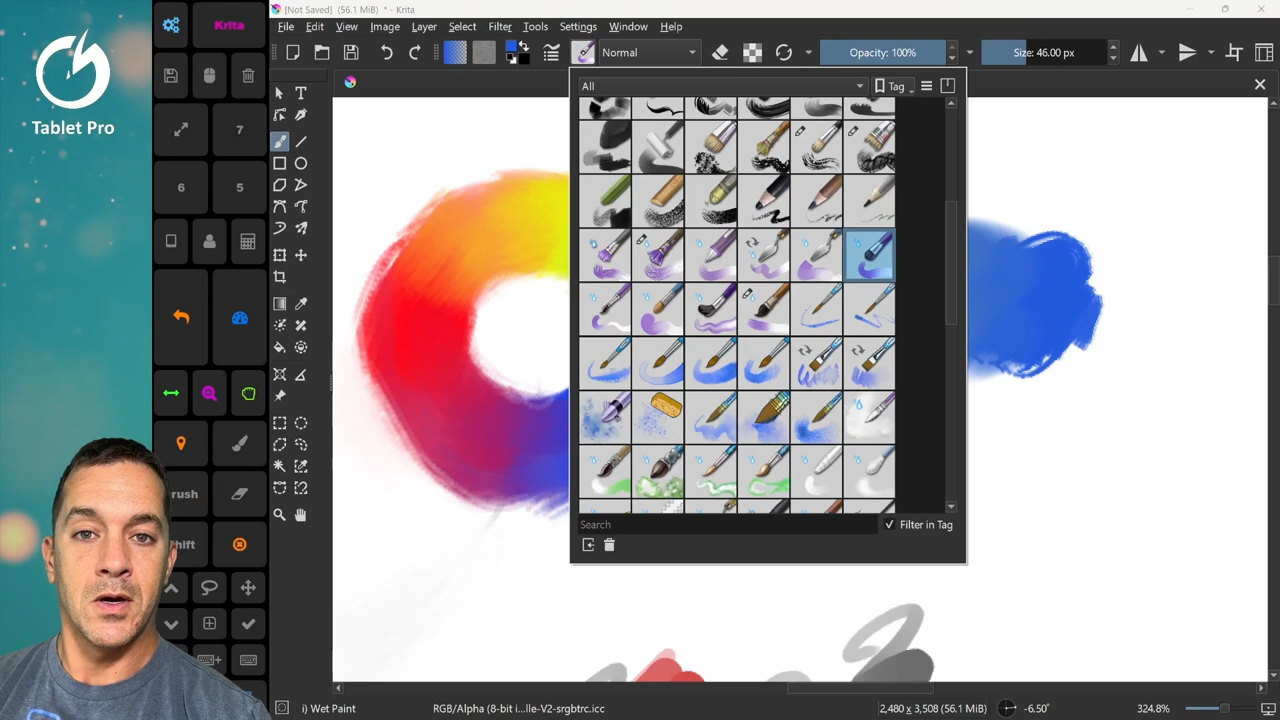 Tablet Pro
Krita
7
6
5
rush
hift
[Not Saved] (56.1 MiB) * - Krita
File Edit View Image Layer Select Filter Tools Settings Window Help
Normal
Opacity: 100%
Size: 46.00 px
All
Tag
Search
Filter in Tag
i) Wet Paint
RGB/Alpha (8-bit i...lle-V2-srgbtrc.icc
2,480 x 3,508 (56.1 MiB)
-6.50°
324.8%